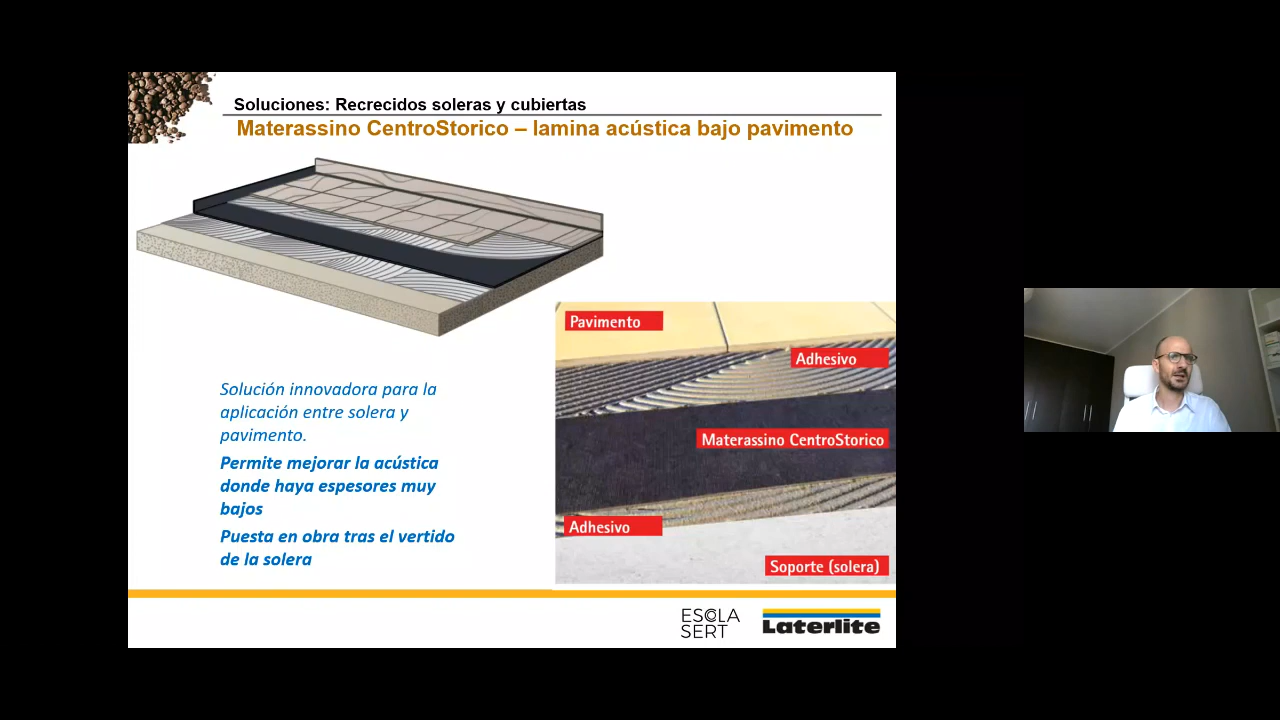 Soluciones: Recrecidos soleras y cubiertas
Materassino CentroStorico – lamina acústica bajo pavimento
Pavimento
Adhesivo
Materassino CentroStorico
Adhesivo
Soporte (solera)
Solución innovadora para la
aplicación entre solera y
pavimento.
Permite mejorar la acústica
donde haya espesores muy
bajos
Puesta en obra tras el vertido
de la solera
ESCOLA
SERT
Laterlite